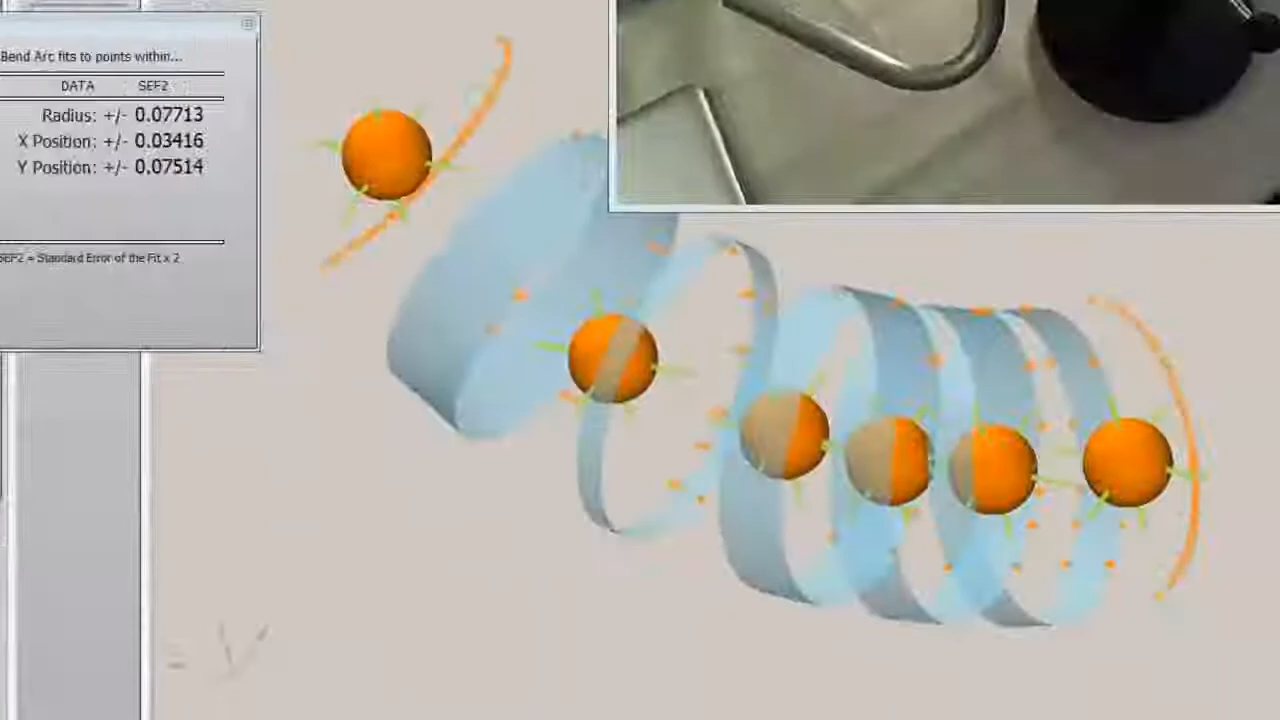 Bend Arc fits to points within...
DATA SEF2
Radius: +/- 0.07713
X Position: +/- 0.03416
Y Position: +/- 0.07514
SEF2 = Standard Error of the Fit x 2